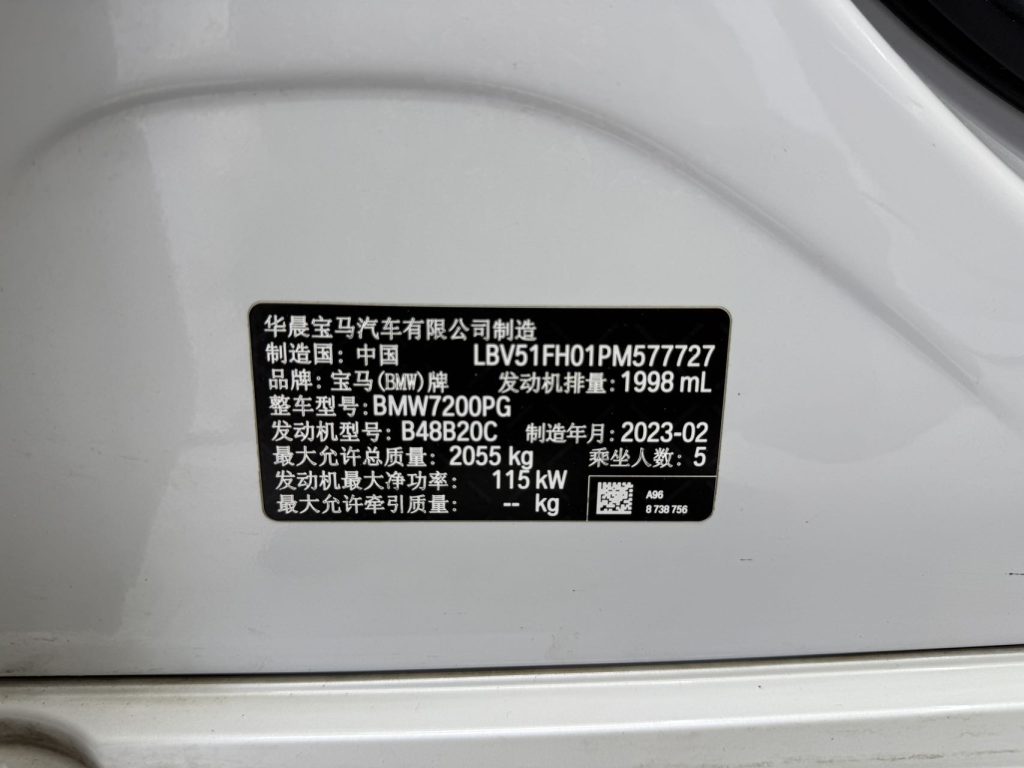 华晨宝马汽车有限公司制造
制造国: 中国 LBV51FH01PM577727
品牌: 宝马(BMW)牌 发动机排量: 1998 mL
整车型号: BMW7200PG
发动机型号: B48B20C 制造年月: 2023-02
最大允许总质量: 2055 kg 乘坐人数: 5
发动机最大净功率: 115 kW
A96
最大允许牵引质量: -- kg
8 738 756